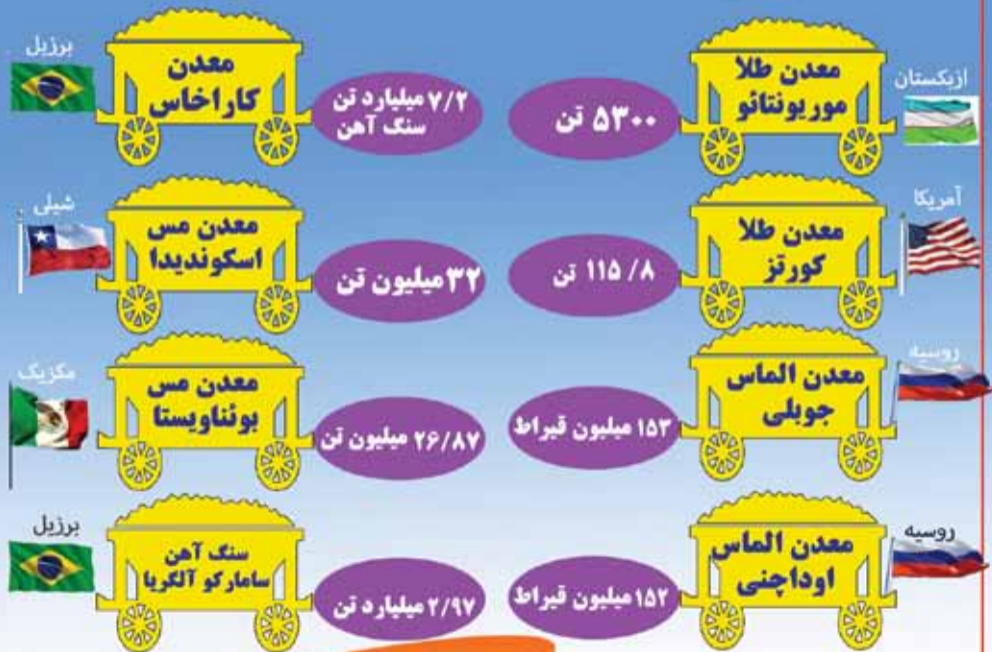 ازبکستان
معدن طلا
موریونتائو
۵۳۰۰ تن
برزیل
معدن
کاراخاس
۷/۲ میلیارد تن
سنگ آهن
آمریکا
معدن طلا
کورتز
۱۱۵/۸ تن
شیلی
معدن مس
اسکوندیدا
۳۲ میلیون تن
روسیه
معدن الماس
جوبلی
۱۵۳ میلیون قیراط
مکزیک
معدن مس
بوئناویستا
۲۶/۸۷ میلیون تن
روسیه
معدن الماس
اوداچنی
۱۵۲ میلیون قیراط
برزیل
سنگ آهن
سامارکو آلگریا
۲/۹۷ میلیارد تن